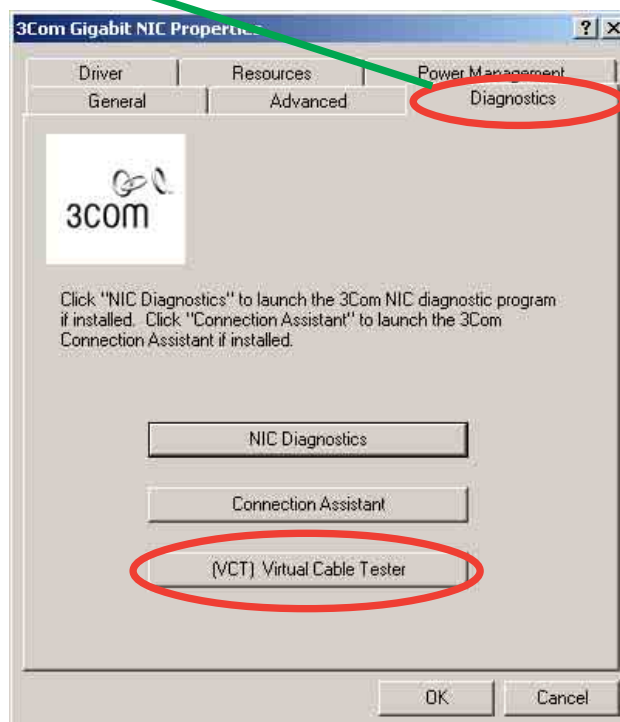 3Com Gigabit NIC Properties
? X
Driver Resources Power Management
General Advanced Diagnostics
3COM
Click "NIC Diagnostics" to launch the 3Com NIC diagnostic program
if installed. Click "Connection Assistant" to launch the 3Com
Connection Assistant if installed.
NIC Diagnostics
Connection Assistant
(VCT) Virtual Cable Tester
OK Cancel